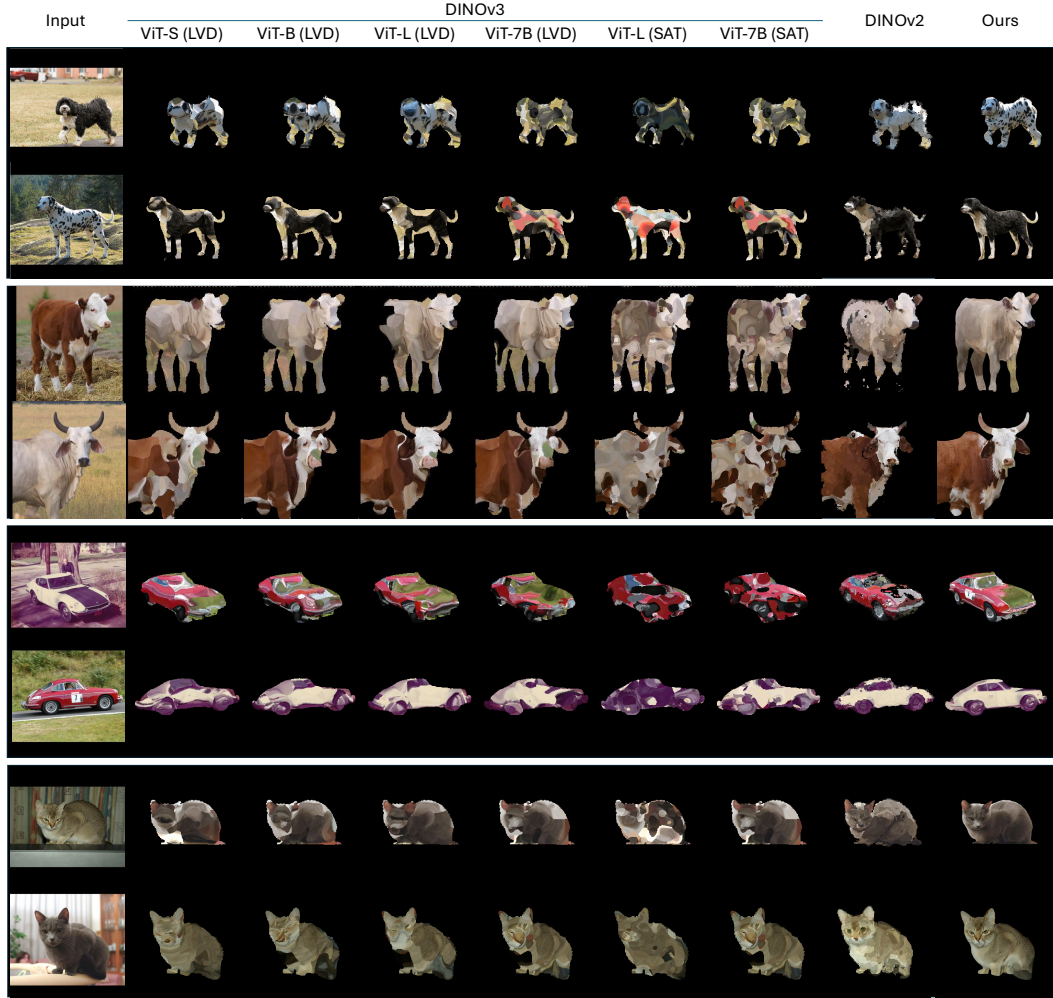 DINOv3
Input
DINOv2
Ours
ViT-S (LVD)
ViT-B (LVD)
ViT-L (LVD)
ViT-7B (LVD)
ViT-L (SAT)
ViT-7B (SAT)